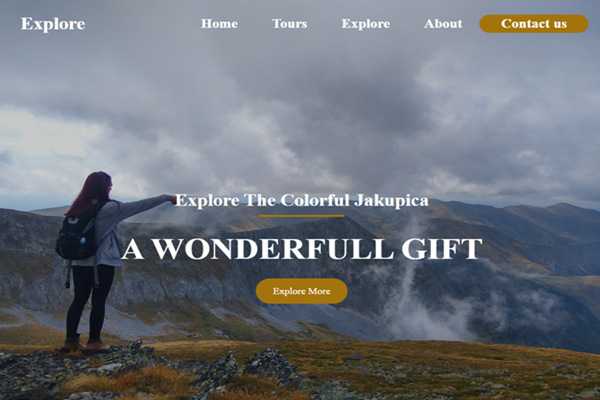 Explore Home Tours Explore About Contact us
Explore The Colorful Jakupica
A WONDERFULL GIFT
Explore More